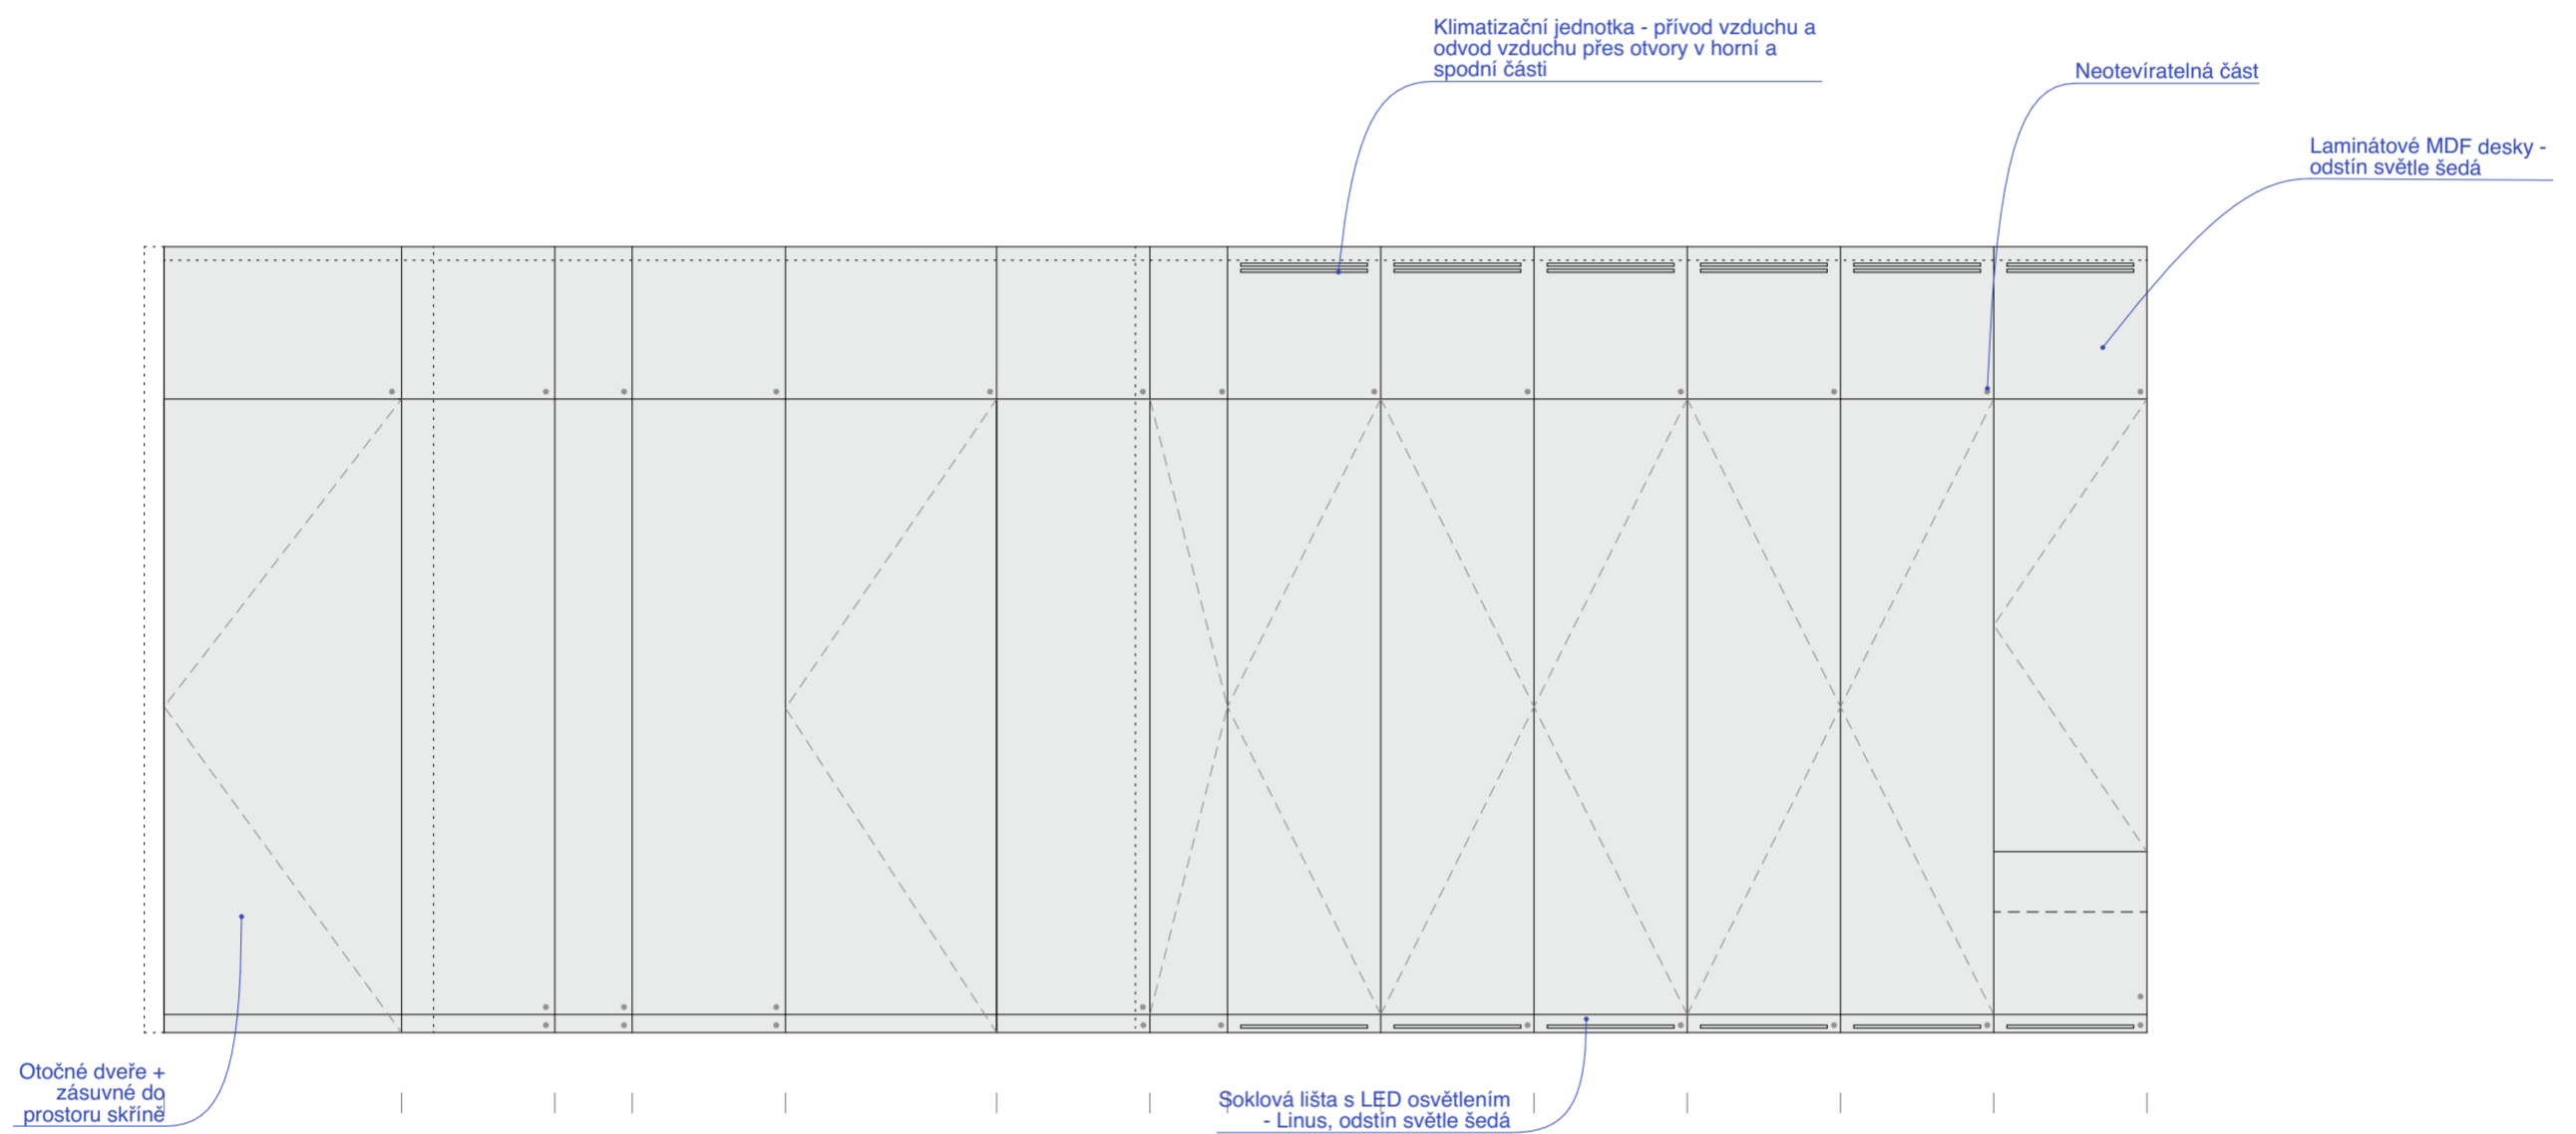 Klimatizační jednotka - přívod vzduchu a
odvod vzduchu přes otvory v horní a
spodní části
Neotevíratelná část
Laminátové MDF desky -
odstín světle šedá
Otočné dveře +
zásuvné do
prostoru skříně
Soklová lišta s LED osvětlením
- Linus, odstín světle šedá